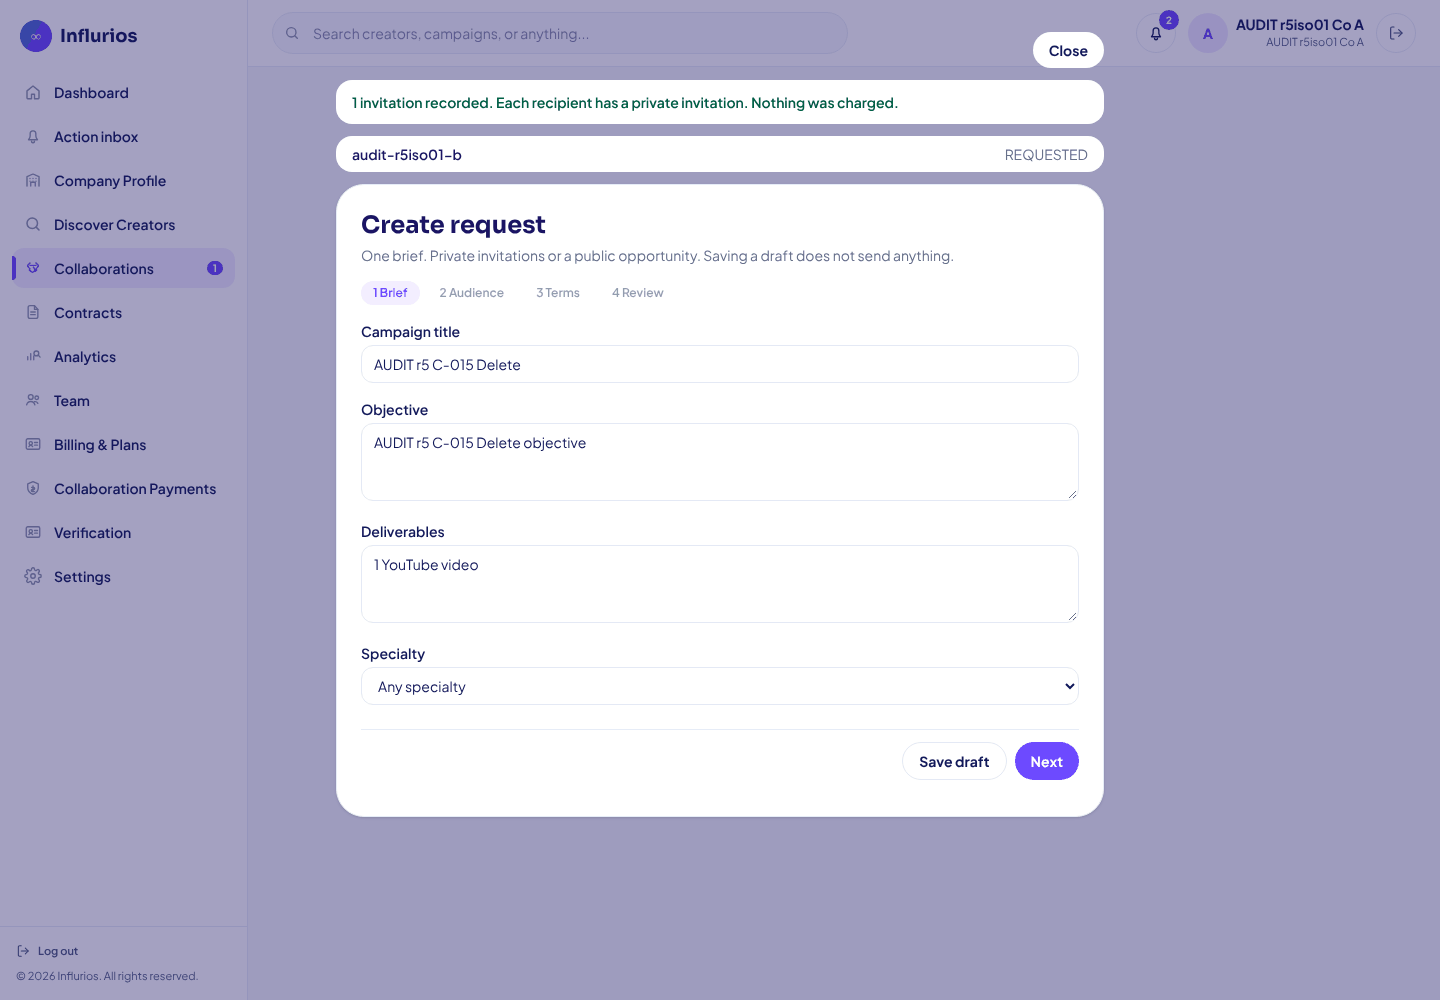 Influrios
Search creators, campaigns, or anything...
2
A
AUDIT r5iso01 Co A
AUDIT r5iso01 Co A
Close
Dashboard
Action inbox
Company Profile
Discover Creators
Collaborations 1
Contracts
Analytics
Team
Billing & Plans
Collaboration Payments
Verification
Settings
Log out
© 2026 Influrios. All rights reserved.
1 invitation recorded. Each recipient has a private invitation. Nothing was charged.
audit-r5iso01-b REQUESTED
Create request
One brief. Private invitations or a public opportunity. Saving a draft does not send anything.
1 Brief 2 Audience 3 Terms 4 Review
Campaign title
AUDIT r5 C-015 Delete
Objective
AUDIT r5 C-015 Delete objective
Deliverables
1 YouTube video
Specialty
Any specialty
Save draft Next